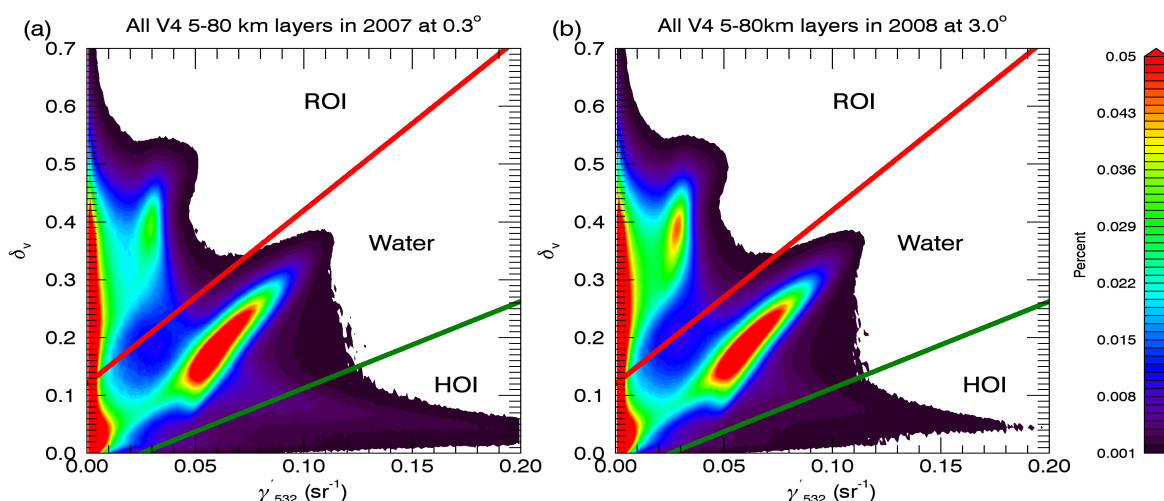 (a) All V4 5-80 km layers in 2007 at 0.3°
0.7
0.6
0.5
0.4
0.3
0.2
0.1
0.0
δv
ROI
Water
HOI
0.00 0.05 0.10 0.15 0.20
γ′532 (sr⁻¹)
(b) All V4 5-80km layers in 2008 at 3.0°
0.7
0.6
0.5
0.4
0.3
0.2
0.1
0.0
δv
ROI
Water
HOI
0.00 0.05 0.10 0.15 0.20
γ′532 (sr⁻¹)
0.05
0.043
0.036
0.029
0.022
0.015
0.008
0.001
Percent